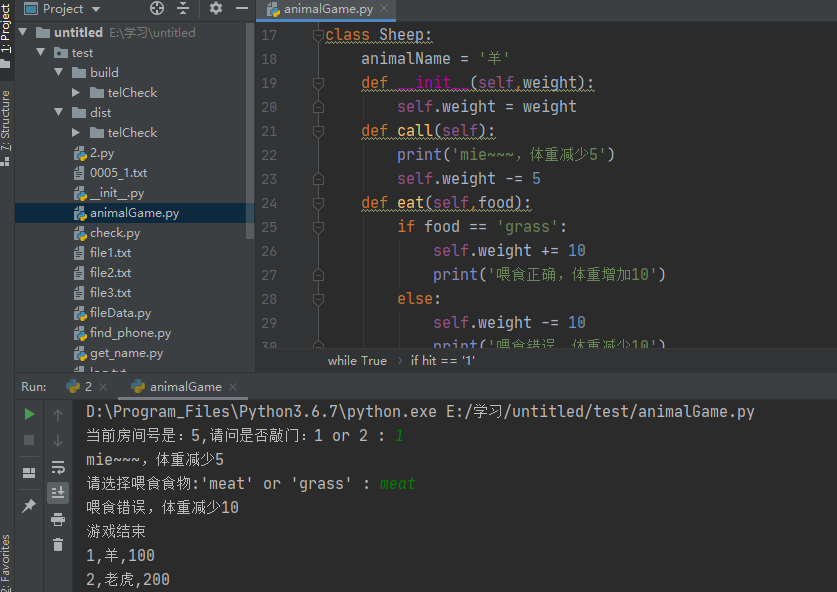 Project
animalGame.py
1: Project
untitled E:\学习\untitled
test
build
telCheck
dist
telCheck
2.py
0005_1.txt
__init__.py
animalGame.py
check.py
file1.txt
file2.txt
file3.txt
fileData.py
find_phone.py
get_name.py
log.txt
7: Structure
2: Favorites
17 class Sheep:
18 animalName = '羊'
19 def __init__(self,weight):
20 self.weight = weight
21 def call(self):
22 print('mie~~~，体重减少5')
23 self.weight -= 5
24 def eat(self,food):
25 if food == 'grass':
26 self.weight += 10
27 print('喂食正确，体重增加10')
28 else:
29 self.weight -= 10
30 print('喂食错误，体重减少10')
while True › if hit == '1'
Run: 2 animalGame
D:\Program_Files\Python3.6.7\python.exe E:/学习/untitled/test/animalGame.py
当前房间号是：5,请问是否敲门：1 or 2 : 1
mie~~~，体重减少5
请选择喂食食物:'meat' or 'grass' : meat
喂食错误，体重减少10
游戏结束
1,羊,100
2,老虎,200